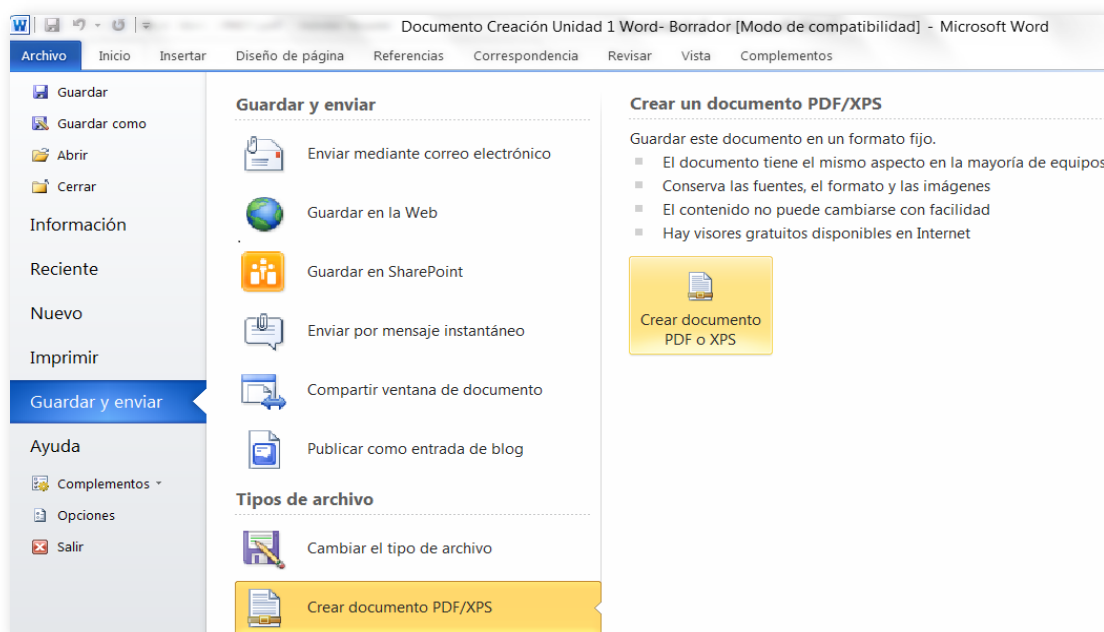 Documento Creación Unidad 1 Word- Borrador [Modo de compatibilidad] - Microsoft Word
Archivo Inicio Insertar Diseño de página Referencias Correspondencia Revisar Vista Complementos
Guardar
Guardar como
Abrir
Cerrar
Información
Reciente
Nuevo
Imprimir
Guardar y enviar
Ayuda
Complementos
Opciones
Salir
Guardar y enviar
Enviar mediante correo electrónico
Guardar en la Web
Guardar en SharePoint
Enviar por mensaje instantáneo
Compartir ventana de documento
Publicar como entrada de blog
Tipos de archivo
Cambiar el tipo de archivo
Crear documento PDF/XPS
Crear un documento PDF/XPS
Guardar este documento en un formato fijo.
El documento tiene el mismo aspecto en la mayoría de equipos
Conserva las fuentes, el formato y las imágenes
El contenido no puede cambiarse con facilidad
Hay visores gratuitos disponibles en Internet
Crear documento
PDF o XPS